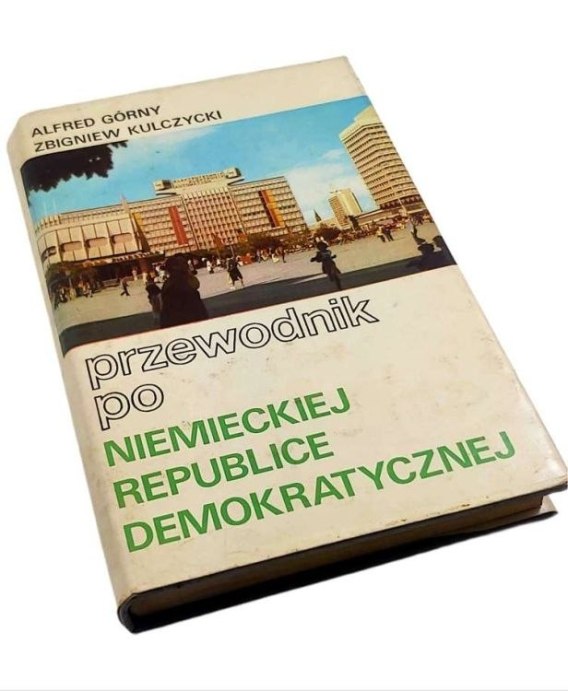 ALFRED GÓRNY
ZBIGNIEW KULCZYCKI
przewodnik
po
NIEMIECKIEJ
REPUBLICE
DEMOKRATYCZNEJ